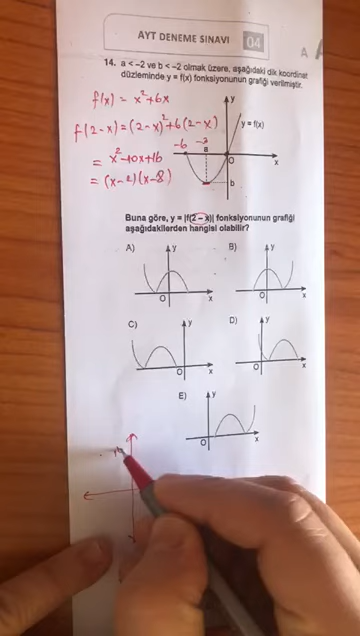 AYT DENEME SINAVI 04
A
14. a < -2 ve b < -2 olmak üzere, aşağıdaki dik koordinat
düzleminde y = f(x) fonksiyonunun grafiği verilmiştir.
f(x) = x²+6x
f(2-x) = (2-x)²+6(2-x)
= x²-10x+16
= (x-2)(x-8)
y
y = f(x)
-6 -3
a
O
x
b
Buna göre, y = |f(2 - x)| fonksiyonunun grafiği
aşağıdakilerden hangisi olabilir?
A) y O x
B) y O x
C) y O x
D) y O x
E) y O x